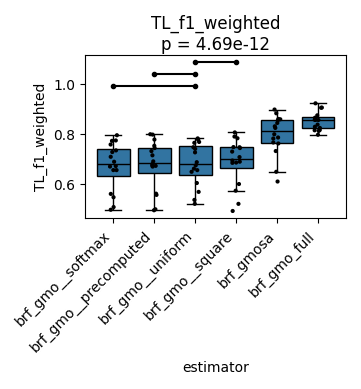 TL_f1_weighted
p = 4.69e-12
TL_f1_weighted
1.0
0.8
0.6
brf_gmo__softmax
brf_gmo__precomputed
brf_gmo__uniform
brf_gmo__square
brf_gmosa
brf_gmo_full
estimator